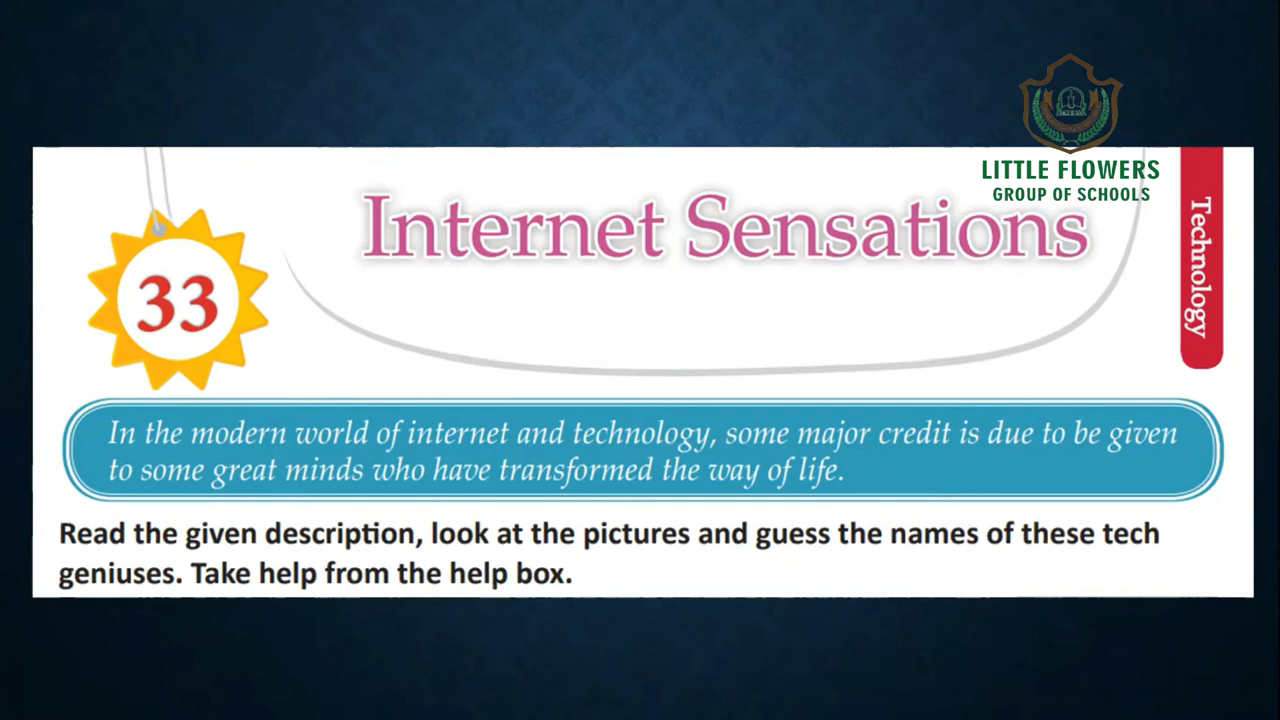 LITTLE FLOWERS
GROUP OF SCHOOLS
Internet Sensations
Technology
33
In the modern world of internet and technology, some major credit is due to be given
to some great minds who have transformed the way of life.
Read the given description, look at the pictures and guess the names of these tech
geniuses. Take help from the help box.